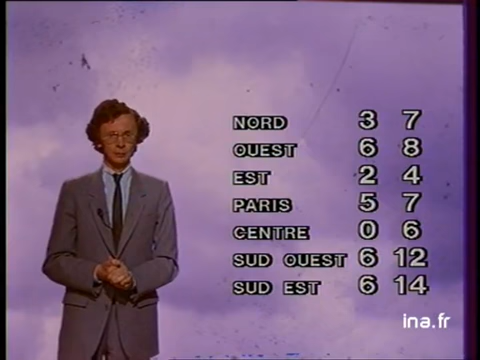 NORD 3 7
OUEST 6 8
EST 2 4
PARIS 5 7
CENTRE 0 6
SUD OUEST 6 12
SUD EST 6 14
ina.fr